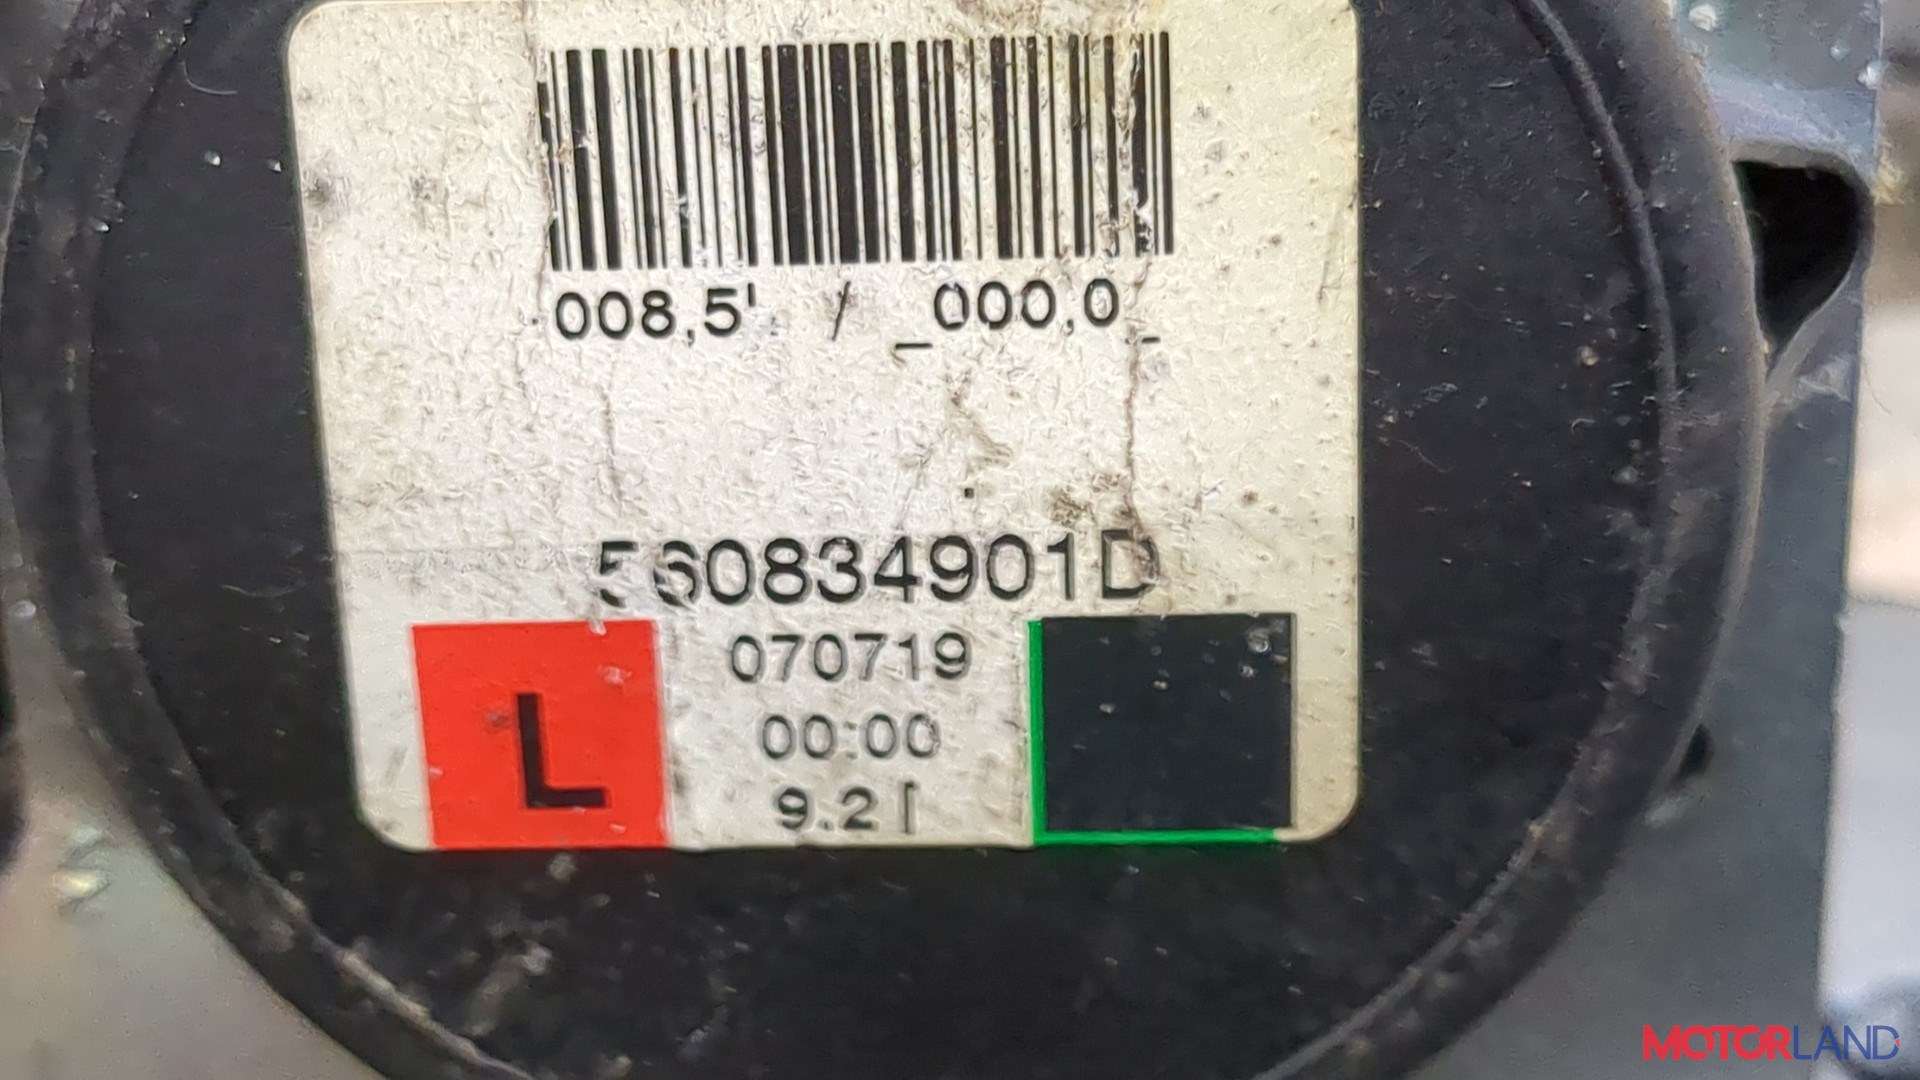 008,5' / _000,0_
560834901D
070719
L
00:00
9.2 [
MOTORLAND